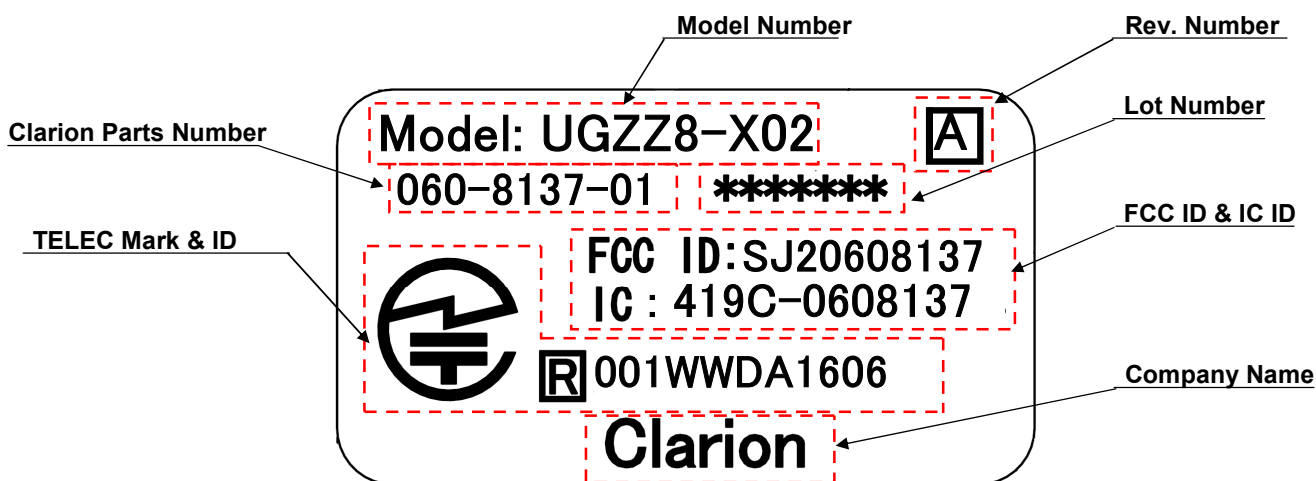 Model Number
Rev. Number
Lot Number
Clarion Parts Number
Model: UGZZ8-X02
A
060-8137-01 *******
FCC ID & IC ID
TELEC Mark & ID
FCC ID:SJ20608137
IC : 419C-0608137
R 001WWDA1606
Company Name
Clarion